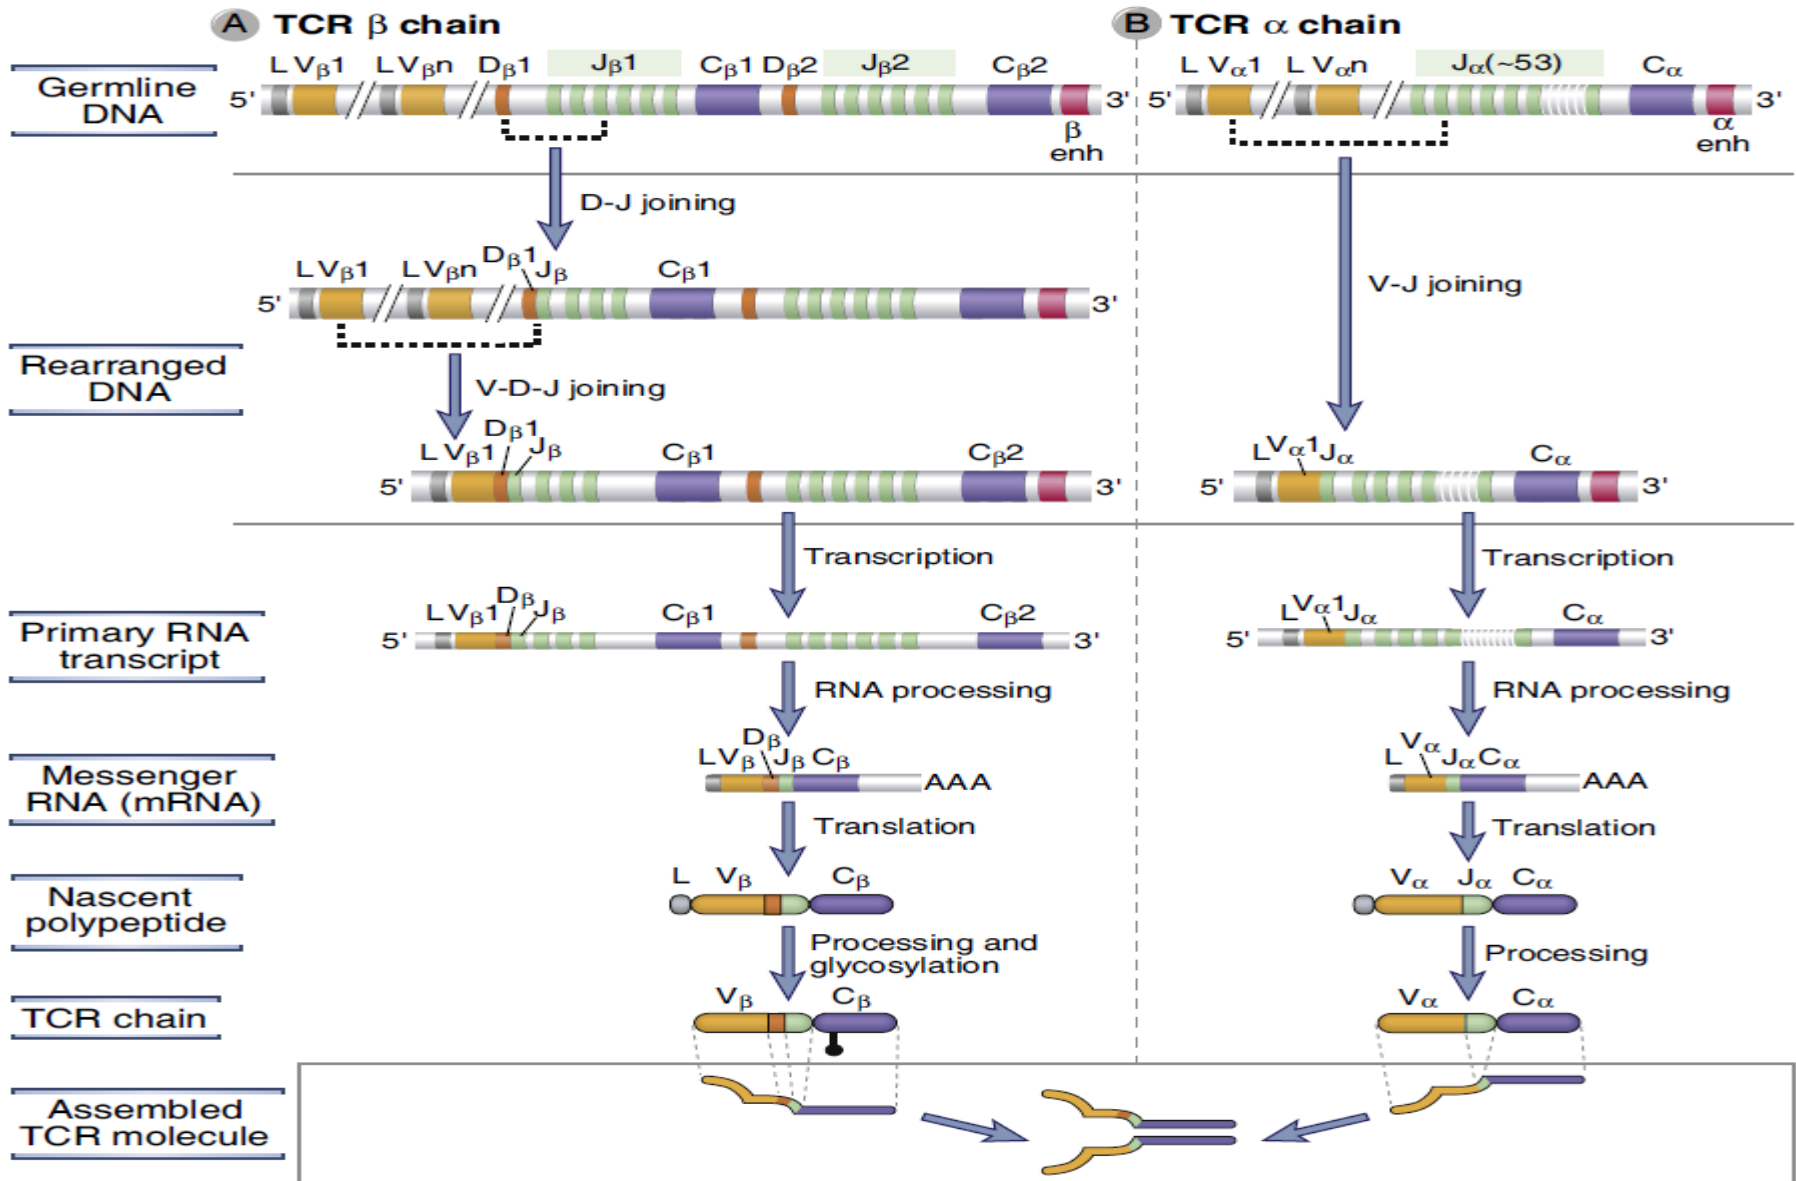 A TCR β chain
B TCR α chain
L Vβ1 L Vβn Dβ1 Jβ1 Cβ1 Dβ2 Jβ2 Cβ2
L Vα1 L Vαn Jα(~53) Cα
Germline
DNA
5' 3'
5' 3'
β
enh
α
enh
D-J joining
V-J joining
L Vβ1 L Vβn Dβ1 Jβ Cβ1
5' 3'
Rearranged
DNA
V-D-J joining
L Vβ1 Dβ1 Jβ Cβ1 Cβ2
5' 3'
L Vα1 Jα Cα
5' 3'
Transcription
Transcription
Primary RNA
transcript
L Vβ1 Dβ Jβ Cβ1 Cβ2
5' 3'
L Vα1 Jα Cα
5' 3'
RNA processing
RNA processing
Messenger
RNA (mRNA)
L Vβ Dβ Jβ Cβ
AAA
L Vα Jα Cα
AAA
Translation
Translation
Nascent
polypeptide
L Vβ Cβ
Vα Jα Cα
Processing and
glycosylation
Processing
TCR chain
Vβ Cβ
Vα Cα
Assembled
TCR molecule